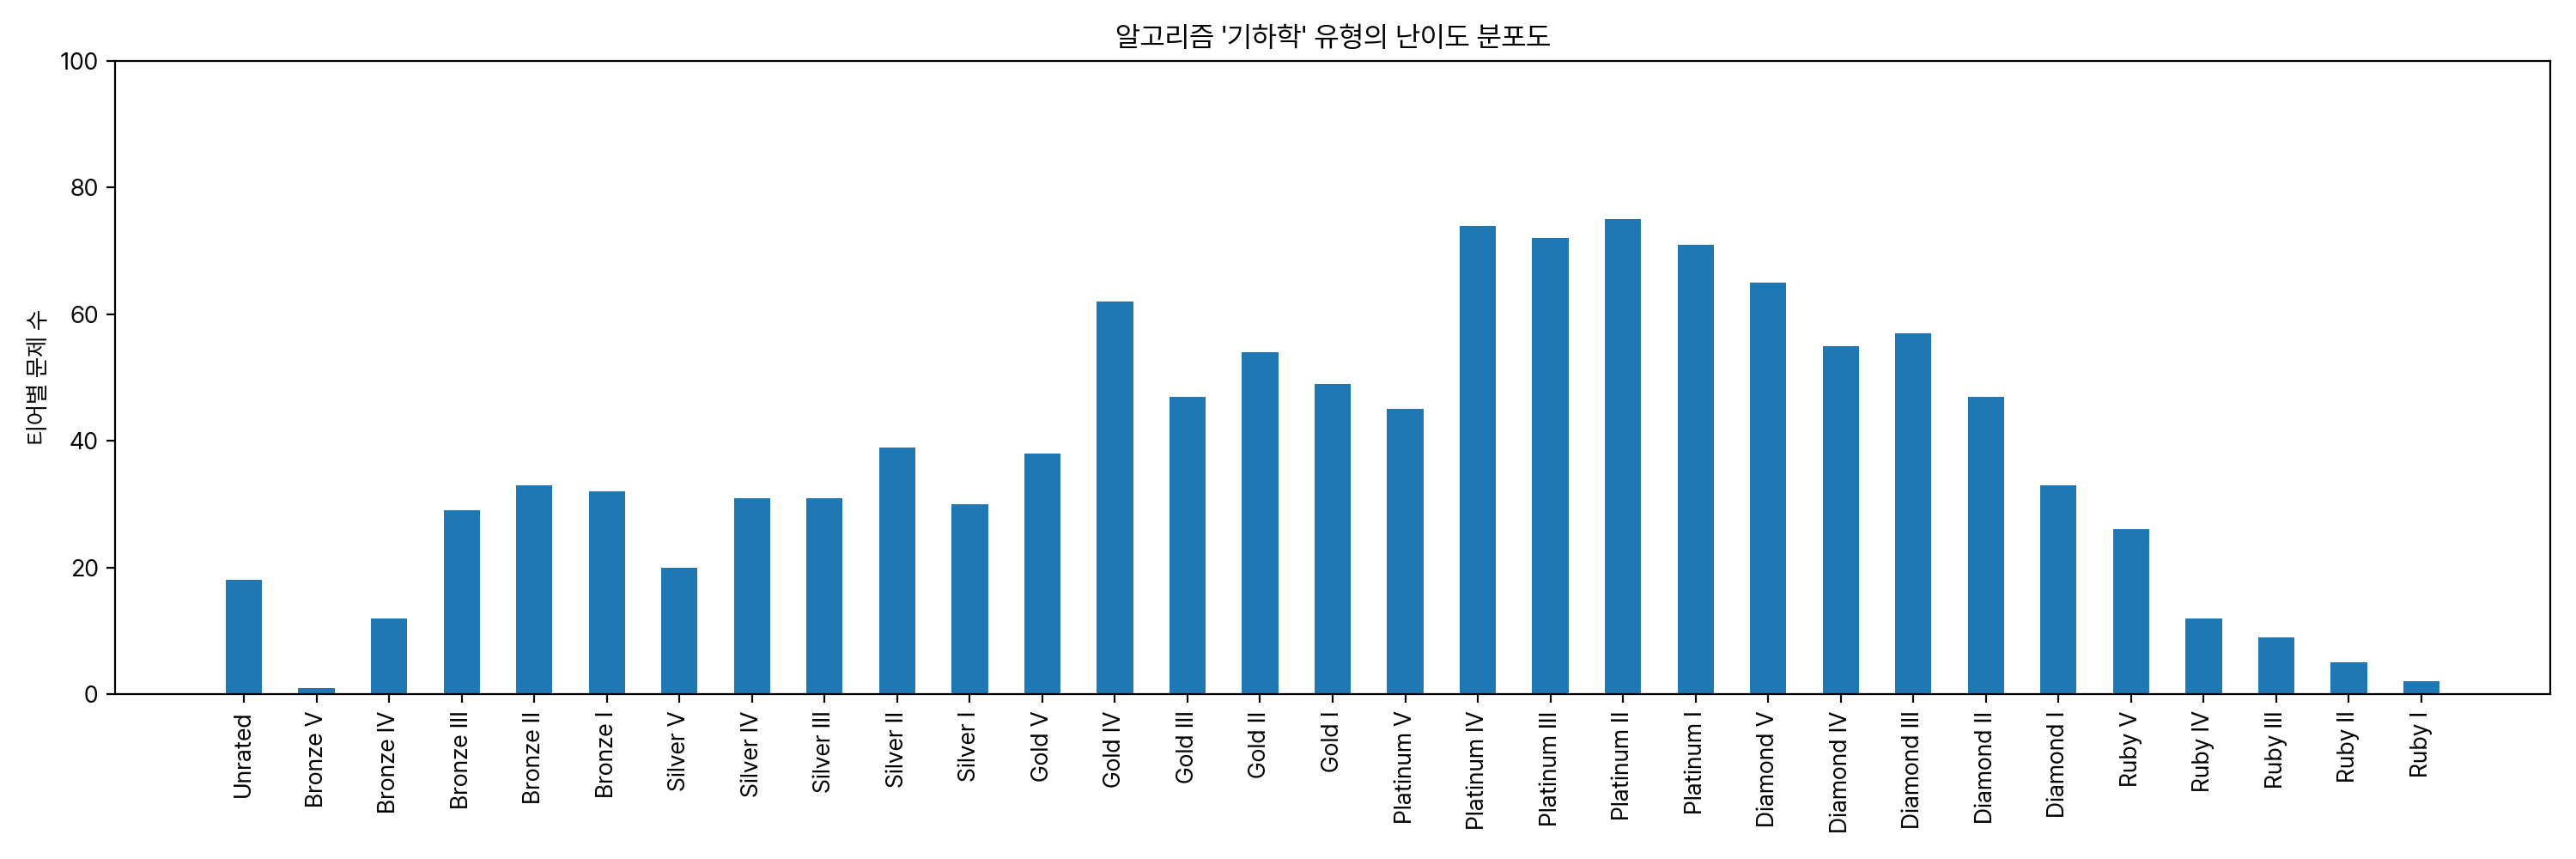 알고리즘 '기하학' 유형의 난이도 분포도
티어별 문제 수
100
80
60
40
20
0
Unrated
Bronze V
Bronze IV
Bronze III
Bronze II
Bronze I
Silver V
Silver IV
Silver III
Silver II
Silver I
Gold V
Gold IV
Gold III
Gold II
Gold I
Platinum V
Platinum IV
Platinum III
Platinum II
Platinum I
Diamond V
Diamond IV
Diamond III
Diamond II
Diamond I
Ruby V
Ruby IV
Ruby III
Ruby II
Ruby I